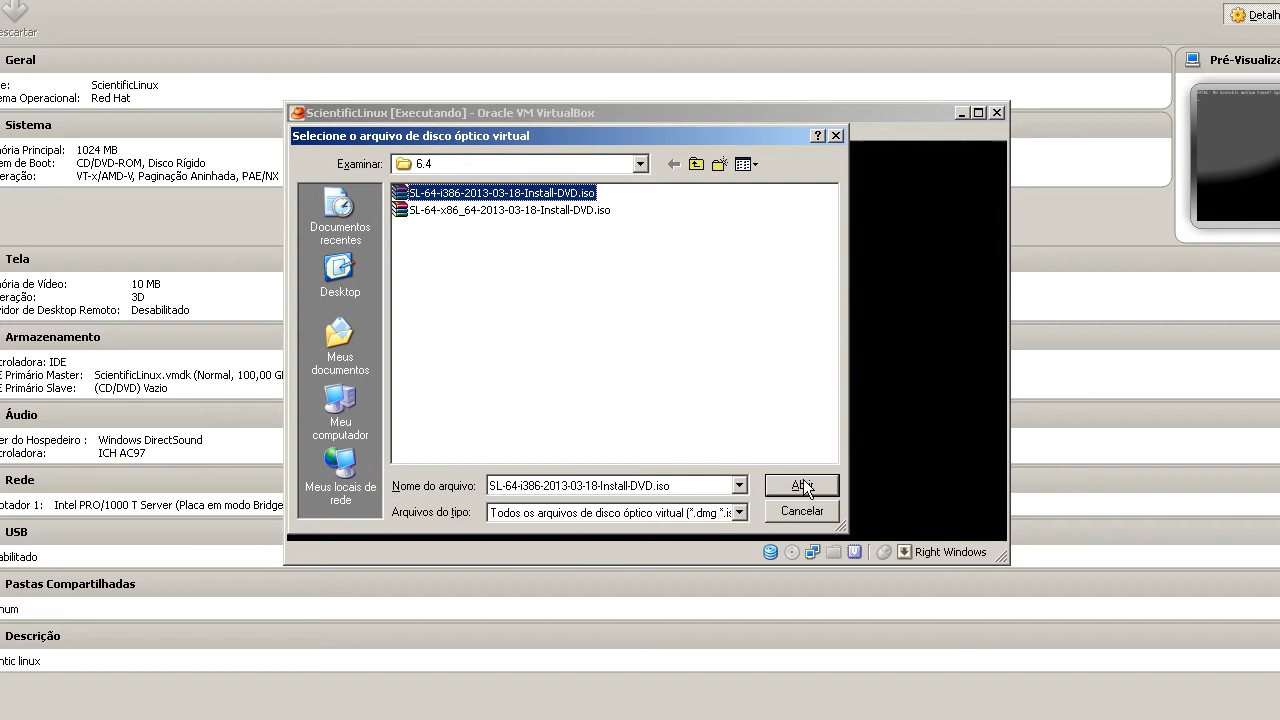 escartar
Detalh
Geral
e: ScientificLinux
ema Operacional: Red Hat
Sistema
ória Principal: 1024 MB
em de Boot: CD/DVD-ROM, Disco Rígido
eração: VT-x/AMD-V, Paginação Aninhada, PAE/NX
Tela
ória de Vídeo: 10 MB
eração: 3D
vidor de Desktop Remoto: Desabilitado
Armazenamento
troladora: IDE
E Primário Master: ScientificLinux.vmdk (Normal, 100,00 G
E Primário Slave: (CD/DVD) Vazio
Áudio
er do Hospedeiro : Windows DirectSound
troladora: ICH AC97
Rede
ptador 1: Intel PRO/1000 T Server (Placa em modo Bridge
USB
abilitado
Pastas Compartilhadas
hum
Descrição
ntic linux
Pré-Visualiza
ScientificLinux [Executando] - Oracle VM VirtualBox
Selecione o arquivo de disco óptico virtual
Examinar: 6.4
Documentos
recentes
Desktop
Meus
documentos
Meu
computador
Meus locais de
rede
SL-64-i386-2013-03-18-Install-DVD.iso
SL-64-x86_64-2013-03-18-Install-DVD.iso
Nome do arquivo: SL-64-i386-2013-03-18-Install-DVD.iso
Abrir
Arquivos do tipo: Todos os arquivos de disco óptico virtual (*.dmg *.is
Cancelar
Right Windows